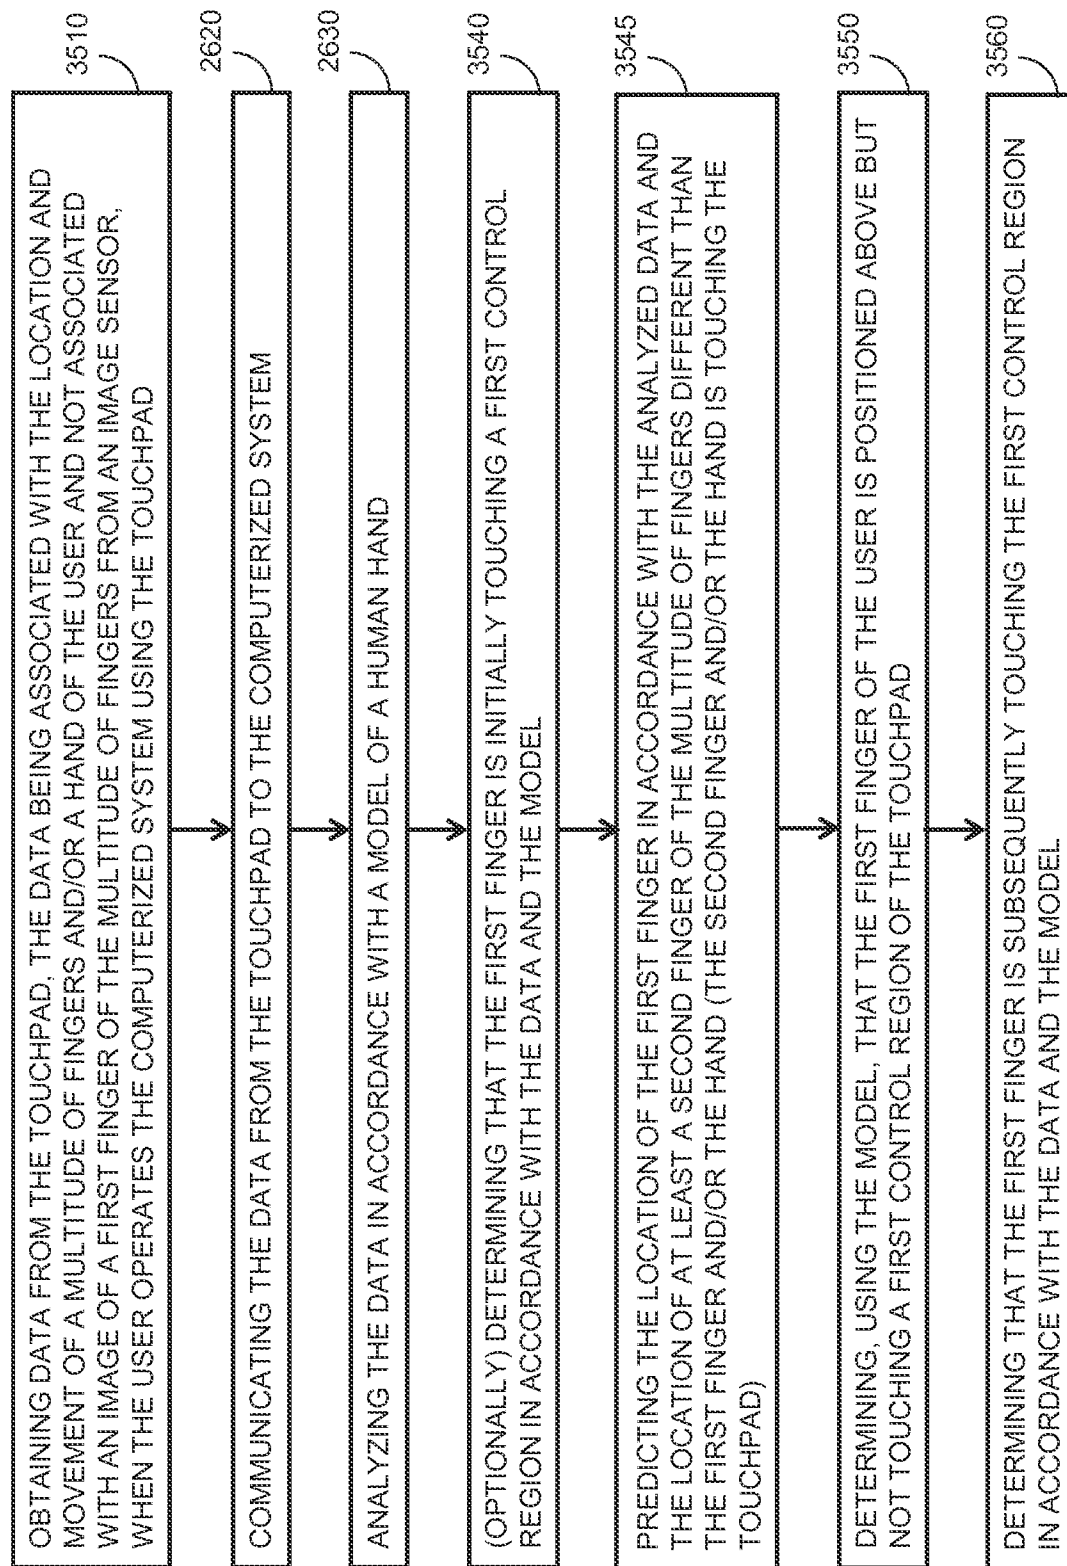 OBTAINING DATA FROM THE TOUCHPAD, THE DATA BEING ASSOCIATED WITH THE LOCATION AND
MOVEMENT OF A MULTITUDE OF FINGERS AND/OR A HAND OF THE USER AND NOT ASSOCIATED
WITH AN IMAGE OF A FIRST FINGER OF THE MULTITUDE OF FINGERS FROM AN IMAGE SENSOR,
WHEN THE USER OPERATES THE COMPUTERIZED SYSTEM USING THE TOUCHPAD
3510
COMMUNICATING THE DATA FROM THE TOUCHPAD TO THE COMPUTERIZED SYSTEM
2620
ANALYZING THE DATA IN ACCORDANCE WITH A MODEL OF A HUMAN HAND
2630
(OPTIONALLY) DETERMINING THAT THE FIRST FINGER IS INITIALLY TOUCHING A FIRST CONTROL
REGION IN ACCORDANCE WITH THE DATA AND THE MODEL
3540
PREDICTING THE LOCATION OF THE FIRST FINGER IN ACCORDANCE WITH THE ANALYZED DATA AND
THE LOCATION OF AT LEAST A SECOND FINGER OF THE MULTITUDE OF FINGERS DIFFERENT THAN
THE FIRST FINGER AND/OR THE HAND (THE SECOND FINGER AND/OR THE HAND IS TOUCHING THE
TOUCHPAD)
3545
DETERMINING, USING THE MODEL, THAT THE FIRST FINGER OF THE USER IS POSITIONED ABOVE BUT
NOT TOUCHING A FIRST CONTROL REGION OF THE TOUCHPAD
3550
DETERMINING THAT THE FIRST FINGER IS SUBSEQUENTLY TOUCHING THE FIRST CONTROL REGION
IN ACCORDANCE WITH THE DATA AND THE MODEL
3560